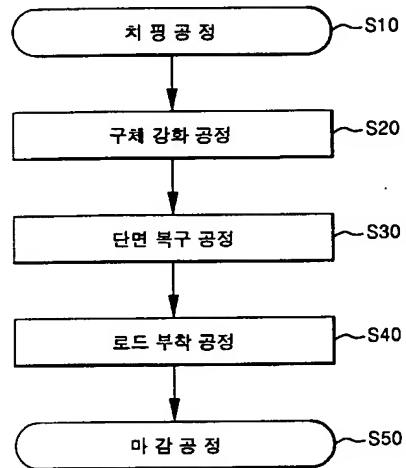 치 핑 공 정 S10
구체 강화 공정 S20
단면 복구 공정 S30
로드 부착 공정 S40
마 감 공 정 S50